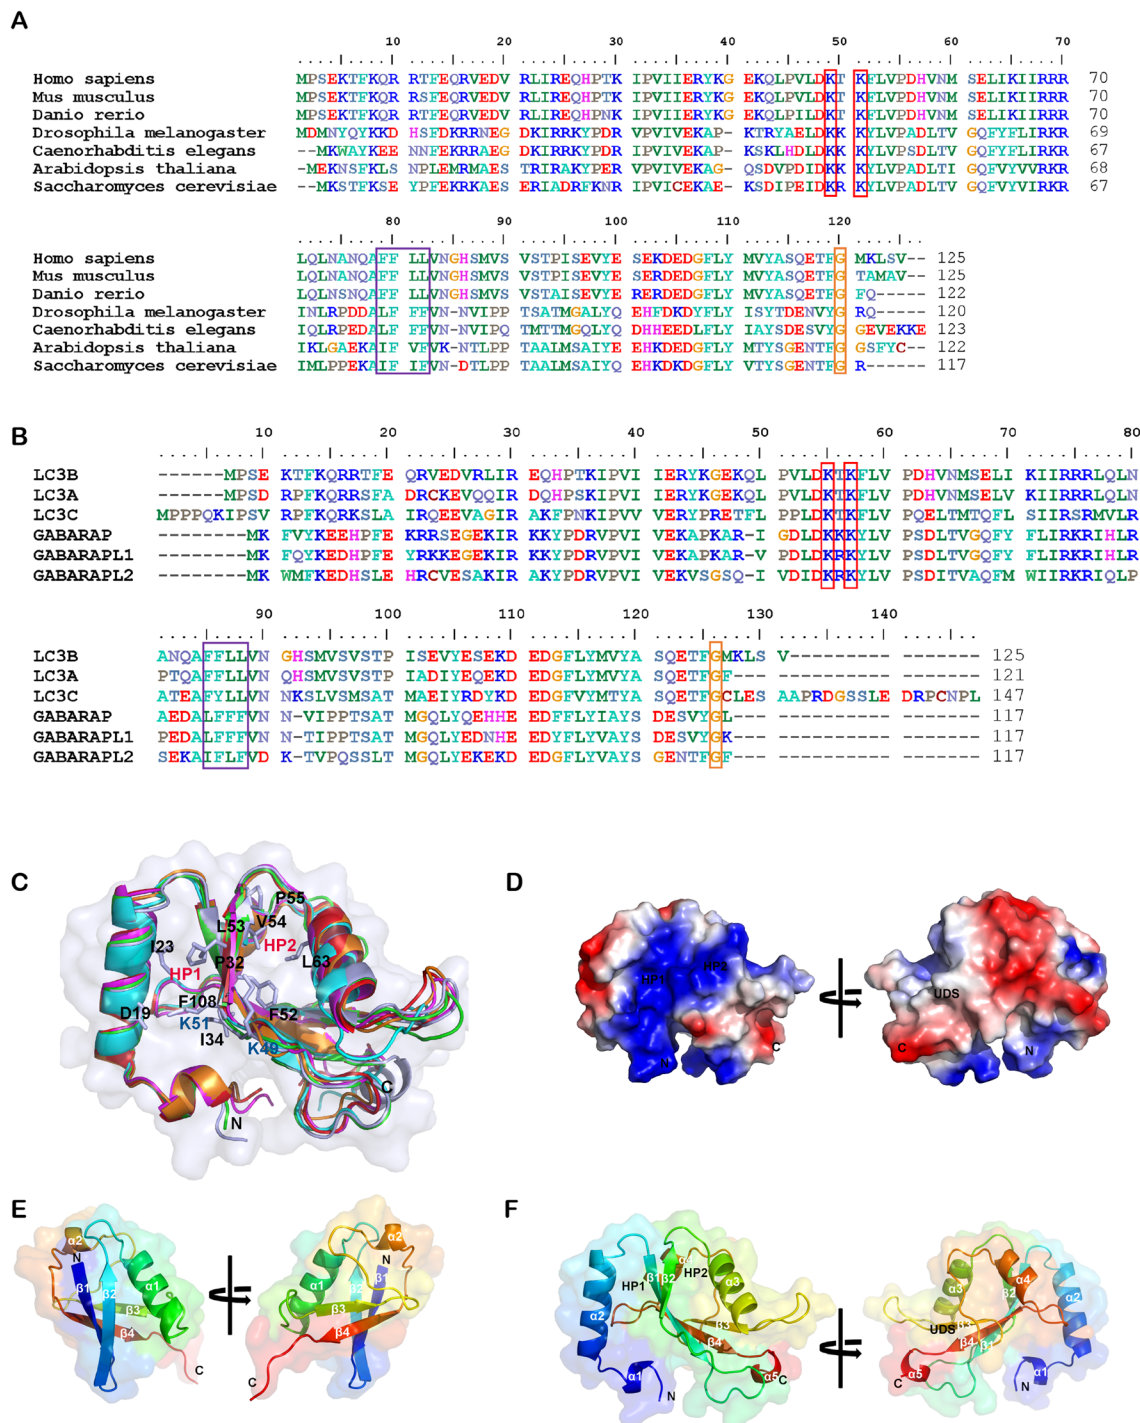 A
10 20 30 40 50 60 70
Homo sapiens MPSEKTFKQR RTFEQRVEDV RLIREQHPTK IPVIIERYKG EKQLPVLDKT KFLVPDHVNM SELIKIIRRR 70
Mus musculus MPSEKTFKQR RSFEQRVEDV RLIREQHPTK IPVIIERYKG EKQLPVLDKT KFLVPDHVNM SELIKIIRRR 70
Danio rerio MPSEKTFKQR RTFEQRVEDV RLIREQHPTK IPVIIERYKG EKQLPILDKT KFLVPDHVNM SELIKIIRRR 70
Drosophila melanogaster MDMNYQYKKD HSFDKRRNEG DKIRRKYPDR VPVIVEKAP- KTRYAELDKK KYLVPADLTV GQFYFLIRKR 69
Caenorhabditis elegans --MKWAYKEE NNFEKRRAEG DKIRRKYPDR IPVIVEKAP- KSKLHDLDKK KYLVPSDLTV GQFYFLIRKR 67
Arabidopsis thaliana -MEKNSFKLS NPLEMRMAES TRIRAKYPER VPVIVEKAE- QSDVPDIDKK KYLVPADLTI GQFVYVVRKR 68
Saccharomyces cerevisiae --MKSTFKSE YPFEKRKAES ERIADRFKNR IPVICEKAE- KSDIPEIDKR KYLVPADLTV GQFVYVIRKR 67
80 90 100 110 120
Homo sapiens LQLNANQAFF LLVNGHSMVS VSTPISEVYE SEKDEDGFLY MVYASQETFG MKLSV-- 125
Mus musculus LQLNANQAFF LLVNGHSMVS VSTPISEVYE SEKDEDGFLY MVYASQETFG TAMAV-- 125
Danio rerio LQLNSNQAFF LLVNGHSMVS VSTAISEVYE RERDEDGFLY MVYASQETFG FQ----- 122
Drosophila melanogaster INLRPDDALF FFVNNVIPP TSATMGALYQ EHFDKDYFLY ISYTDENVYG RQ----- 120
Caenorhabditis elegans IQLRPEDALF FFVN-NVIPQ TMTTMGQLYQ DHHEEDLFLY IAYSDESVYG GEVEKKE 123
Arabidopsis thaliana IKLGAEKAIF VFVK-NTLPP TAALMSAIYE EHKDEDGFLY MTYSGENTFG GSFYC-- 122
Saccharomyces cerevisiae IMLPPEKAIF IFVN-DTLPP TAALMSAIYQ EHKDKDGFLY VTYSGENTFG R------ 117
B
10 20 30 40 50 60 70 80
LC3B ------MPSE KTFKQRRTFE QRVEDVRLIR EQHPTKIPVI IERYKGEKQL PVLDKTKFLV PDHVNMSELI KIIRRRLQLN
LC3A ------MPSD RPFKQRRSFA DRCKEVQQIR DQHPSKIPVI IERYKGEKQL PVLDKTKFLV PDHVNMSELV KIIRRRLQLN
LC3C MPPPQKIPSV RPFKQRKSLA IRQEEVAGIR AKFPNKIPVV VERYPRETFL PPLDKTKFLV PQELTMTQFL SIIRSRMVLR
GABARAP --------MK FVYKEEHPFE KRRSEGEKIR KKYPDRVPVI VEKAPKAR-I GDLDKKKYLV PSDLTVGQFY FLIRKRIHLR
GABARAPL1 --------MK FQYKEDHPFE YRKKEGEKIR KKYPDRVPVI VEKAPKAR-V PDLDKRKYLV PSDLTVGQFY FLIRKRIHLR
GABARAPL2 --------MK WMFKEDHSLE HRCVESAKIR AKYPDRVPVI VEKVSGSQ-I VDIDKRKYLV PSDITVAQFM WIIRKRIQLP
90 100 110 120 130 140
LC3B ANQAFFLLVN GHSMVSVSTP ISEVYESEKD EDGFLYMVYA SQETFGMKLS V 125
LC3A PTQAFFLLVN QHSMVSVSTP IADIYEQEKD EDGFLYMVYA SQETFGF 121
LC3C ATEAFYLLVN NKSLVSMSAT MAEIYRDYKD EDGFVYMTYA SQETFGCLES AAPRDGSSLE DRPCNPL 147
GABARAP AEDALFFFVN N-VIPPTSAT MGQLYQEHHE EDFFLYIAYS DESVYGL 117
GABARAPL1 PEDALFFFVN N-TIPPTSAT MGQLYEDNHE EDYFLYVAYS DESVYGK 117
GABARAPL2 SEKAIFLFVD K-TVPQSSLT MGQLYEKEKD EDGFLYVAYS GENTFGF 117
C
P55
L53 V54
I23 HP2
HP1 P32 L63
F108
D19 K51 F52
I34 K49
C
N
D
HP1 HP2
N C
UDS
C N
E
α2 N
β1 β2 α1
β3
β4
C
α2
N
α1 β2 β1
β3
β4
C
F
HP1 β1 β2 α4 HP2 α3
α2
β3
β4
α1 N α5 C
α3 α4 α2
β2
UDS β3
β4 β1
α5 α1
C N